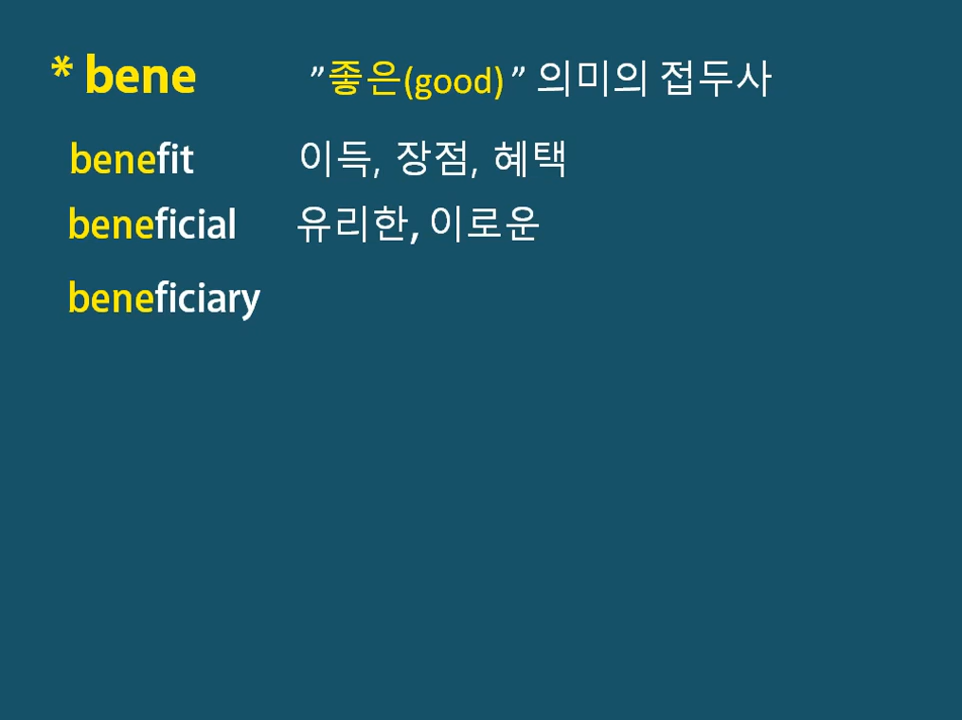 * bene ”좋은(good) ” 의미의 접두사
benefit 이득, 장점, 혜택
beneficial 유리한, 이로운
beneficiary